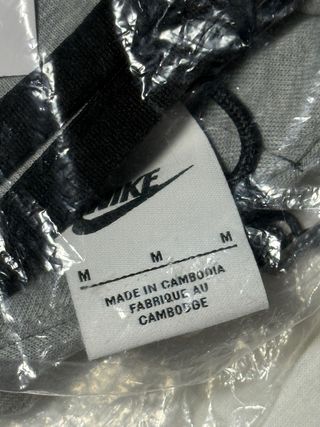 NIKE
M M M
MADE IN CAMBODIA
FABRIQUE AU
CAMBODGE